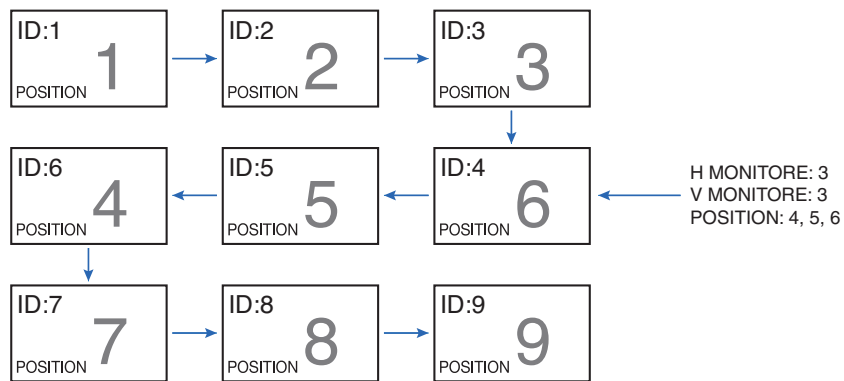 ID:1
1
POSITION
ID:2
2
POSITION
ID:3
3
POSITION
ID:6
4
POSITION
ID:5
5
POSITION
ID:4
6
POSITION
H MONITORE: 3
V MONITORE: 3
POSITION: 4, 5, 6
ID:7
7
POSITION
ID:8
8
POSITION
ID:9
9
POSITION